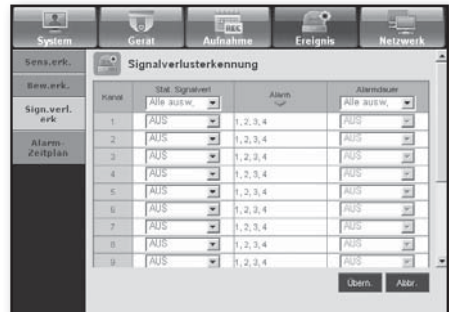 System Gerät Aufnahme Ereignis Netzwerk
REC
Sens.erk.
Bew.erk.
Sign.verl.
erk
Alarm-
Zeitplan
Signalverlusterkennung
Kanal Stat. Signalverl Alarm Alarmdauer
Alle ausw, Alle ausw,
1 AUS 1, 2, 3, 4 AUS
2 AUS 1, 2, 3, 4 AUS
3 AUS 1, 2, 3, 4 AUS
4 AUS 1, 2, 3, 4 AUS
5 AUS 1, 2, 3, 4 AUS
6 AUS 1, 2, 3, 4 AUS
7 AUS 1, 2, 3, 4 AUS
8 AUS 1, 2, 3, 4 AUS
9 AUS 1, 2, 3, 4 AUS
Übern. Abbr.